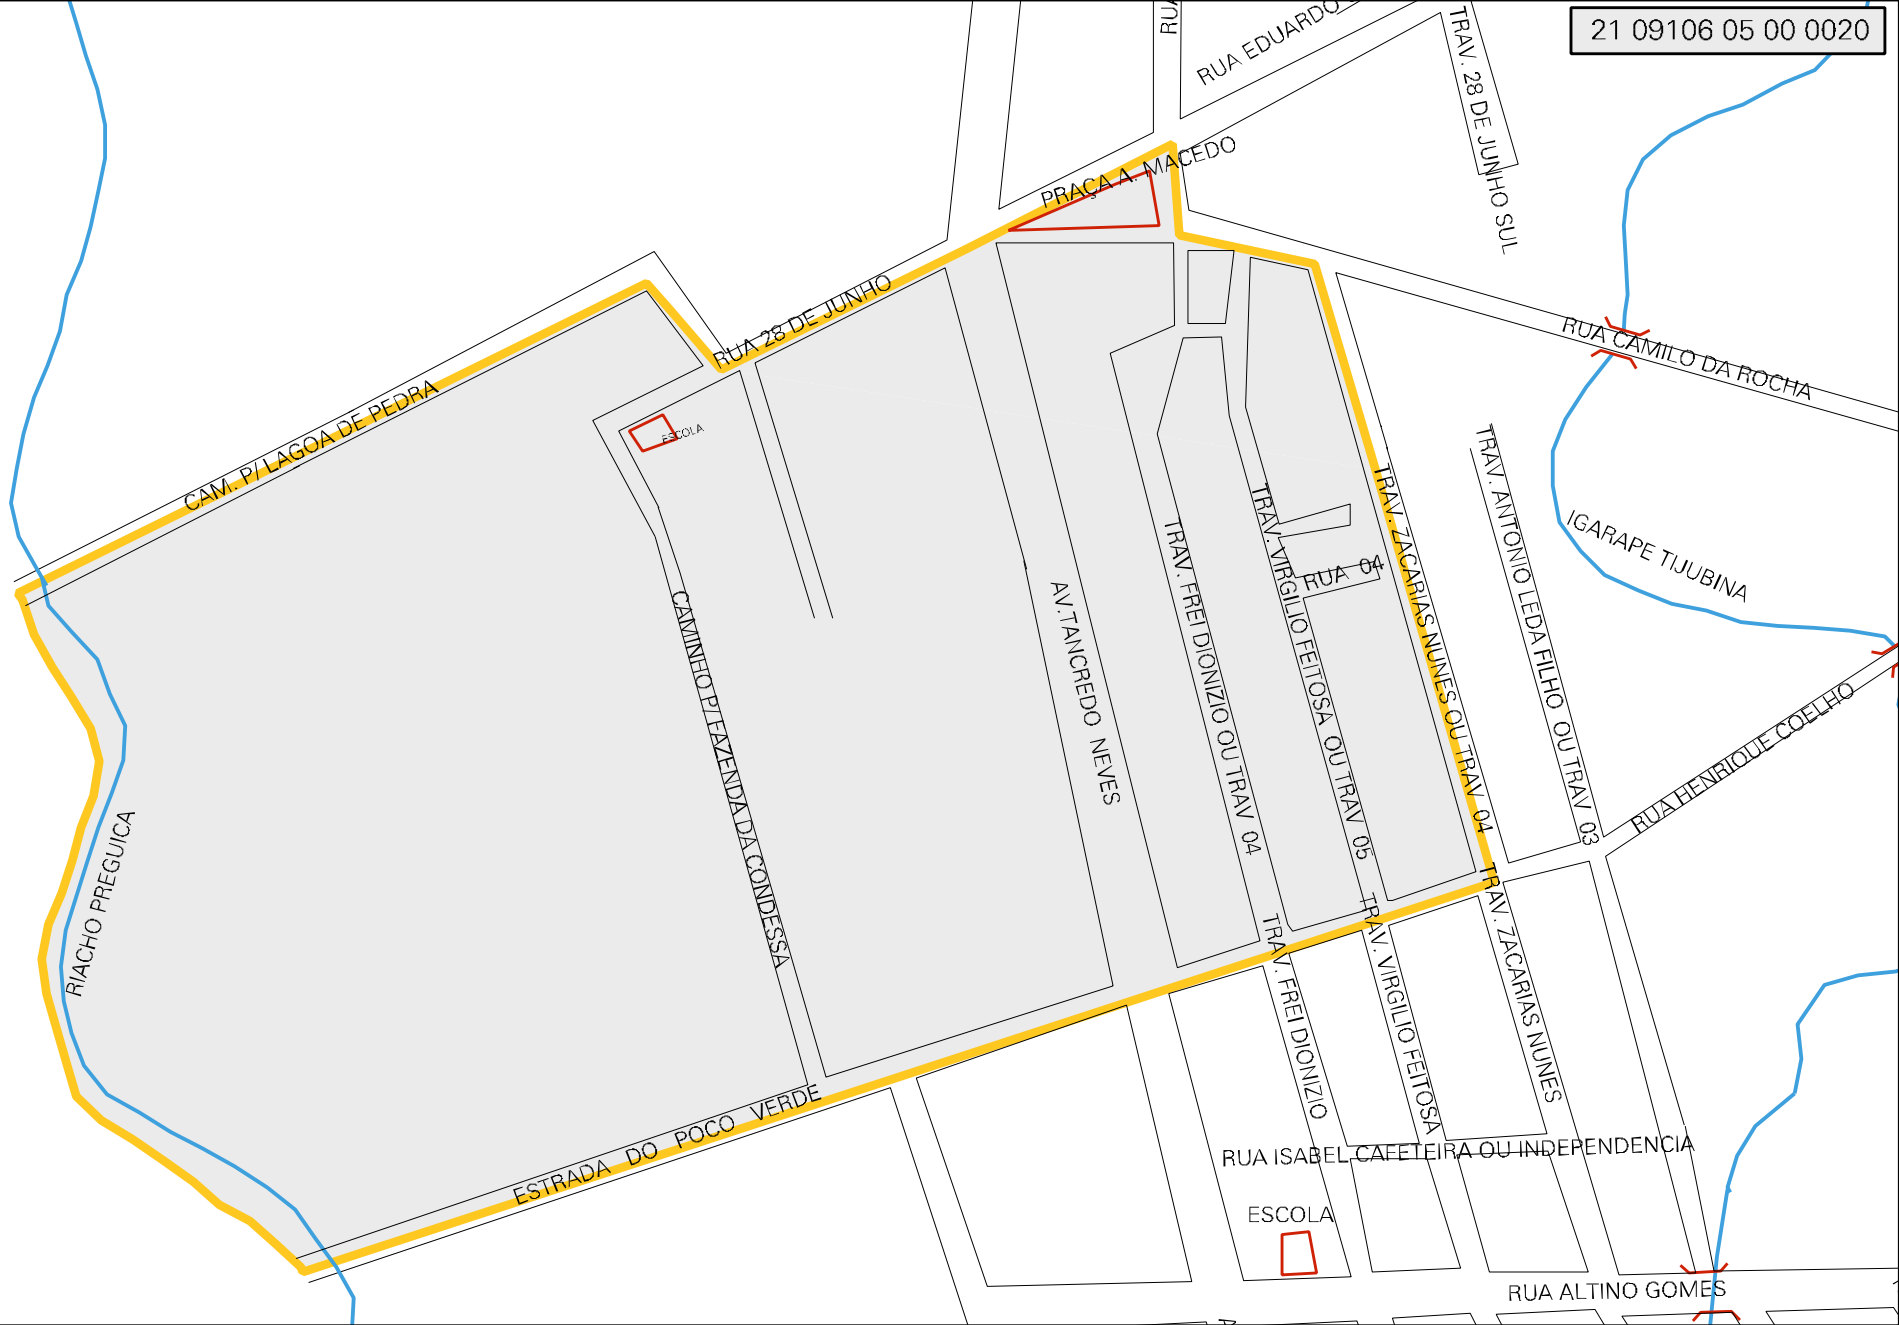 21 09106 05 00 0020
RUA
RUA EDUARDO
TRAV. 28 DE JUNHO SUL
PRAÇA A. MACEDO
RUA 28 DE JUNHO
CAM. P/ LAGOA DE PEDRA
ESCOLA
RUA CAMILO DA ROCHA
IGARAPE TIJUBINA
TRAV. ANTONIO LEDA FILHO OU TRAV 03
TRAV. ZACARIAS NUNES OU TRAV 04
TRAV. VIRGILIO FEITOSA OU TRAV 05
RUA 04
TRAV. FREI DIONIZIO OU TRAV 04
AV.TANCREDO NEVES
CAMINHO P/ FAZENDA DA CONDESSA
RUA HENRIQUE COELHO
RIACHO PREGUICA
TRAV. ZACARIAS NUNES
TRAV. VIRGILIO FEITOSA
TRAV. FREI DIONIZIO
ESTRADA DO POCO VERDE
RUA ISABEL CAFETEIRA OU INDEPENDENCIA
ESCOLA
RUA ALTINO GOMES